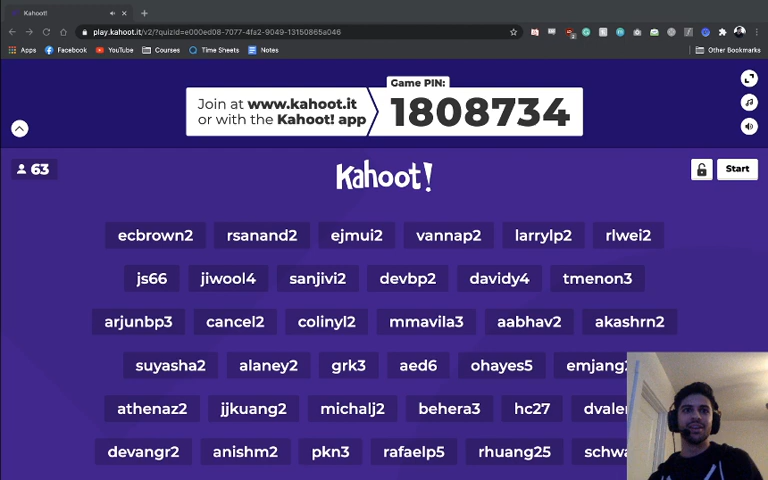 Kahoot!
play.kahoot.it/v2/?quizId=e000ed08-7077-4fa2-9049-13150865a046
Apps Facebook YouTube Courses Time Sheets Notes Other Bookmarks
Game PIN:
Join at www.kahoot.it
or with the Kahoot! app
1808734
63
Kahoot!
Start
ecbrown2 rsanand2 ejmui2 vannap2 larrylp2 rlwei2
js66 jiwool4 sanjivi2 devbp2 davidy4 tmenon3
arjunbp3 cancel2 colinyl2 mmavila3 aabhav2 akashrn2
suyasha2 alaney2 grk3 aed6 ohayes5 emjang2
athenaz2 jjkuang2 michalj2 behera3 hc27
devangr2 anishm2 pkn3 rafaelp5 rhuang25